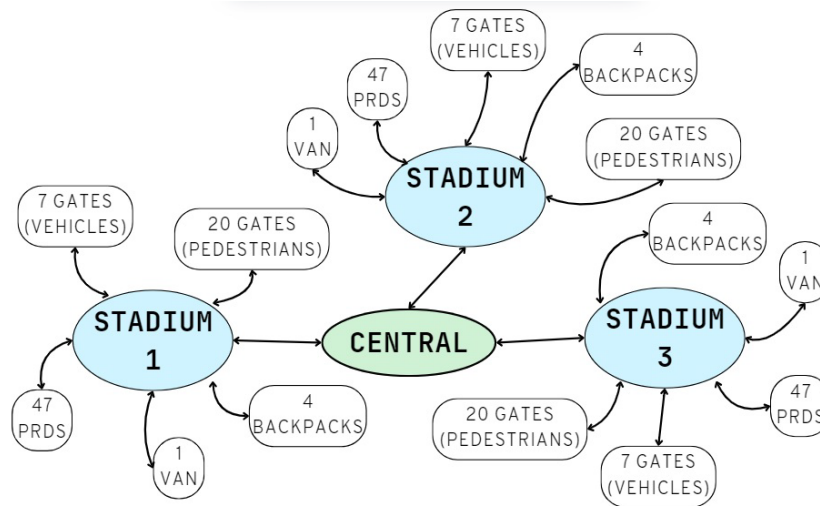 7 GATES
(VEHICLES)
4
BACKPACKS
47
PRDS
1
VAN
20 GATES
(PEDESTRIANS)
STADIUM
2
7 GATES
(VEHICLES)
20 GATES
(PEDESTRIANS)
4
BACKPACKS
1
VAN
STADIUM
1
CENTRAL
STADIUM
3
47
PRDS
4
BACKPACKS
1
VAN
20 GATES
(PEDESTRIANS)
7 GATES
(VEHICLES)
47
PRDS